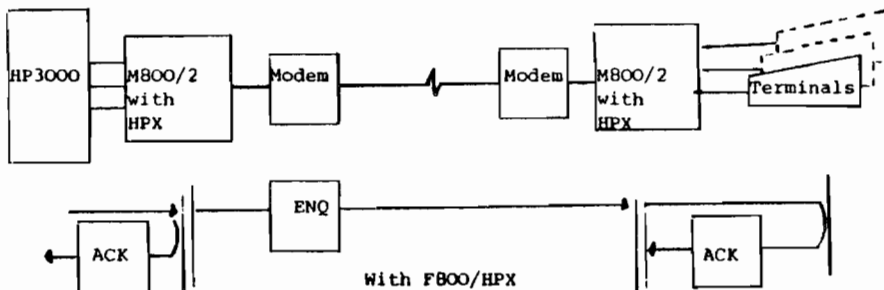 HP3000
M800/2
with
HPX
Modem
Modem
M800/2
with
HPX
Terminals
ENQ
ACK
ACK
With F800/HPX